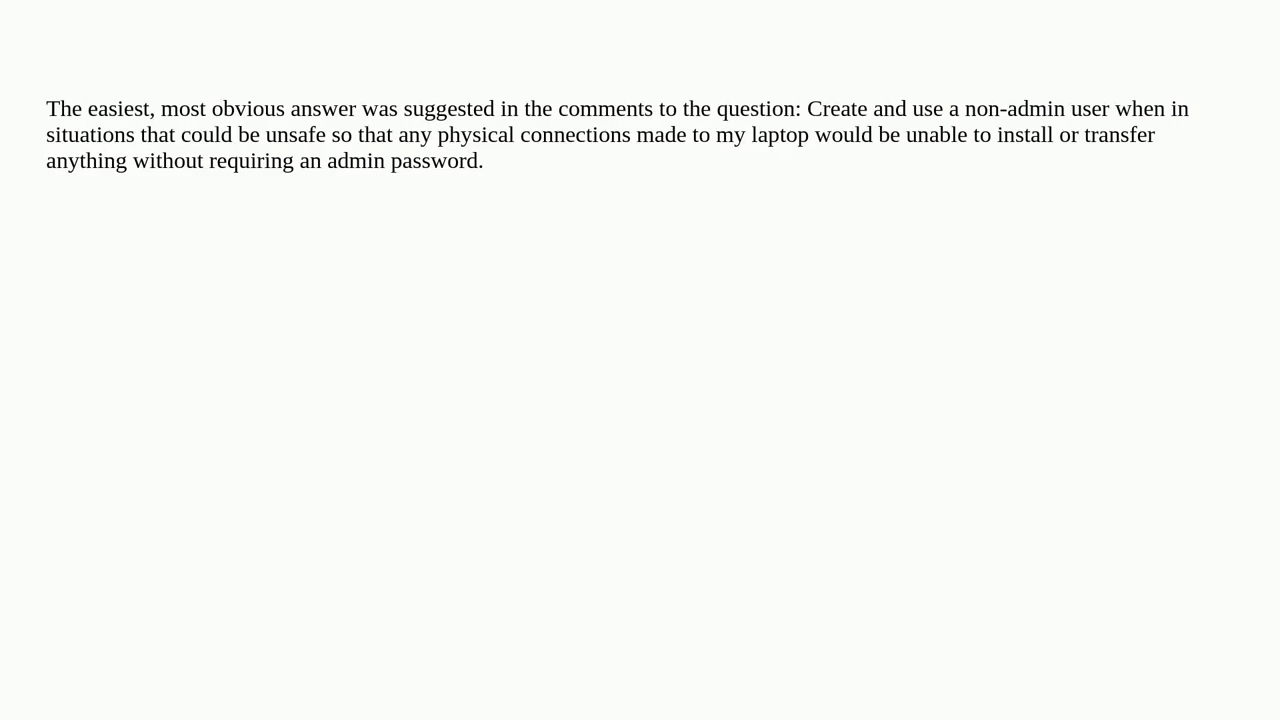 The easiest, most obvious answer was suggested in the comments to the question: Create and use a non-admin user when in
situations that could be unsafe so that any physical connections made to my laptop would be unable to install or transfer
anything without requiring an admin password.